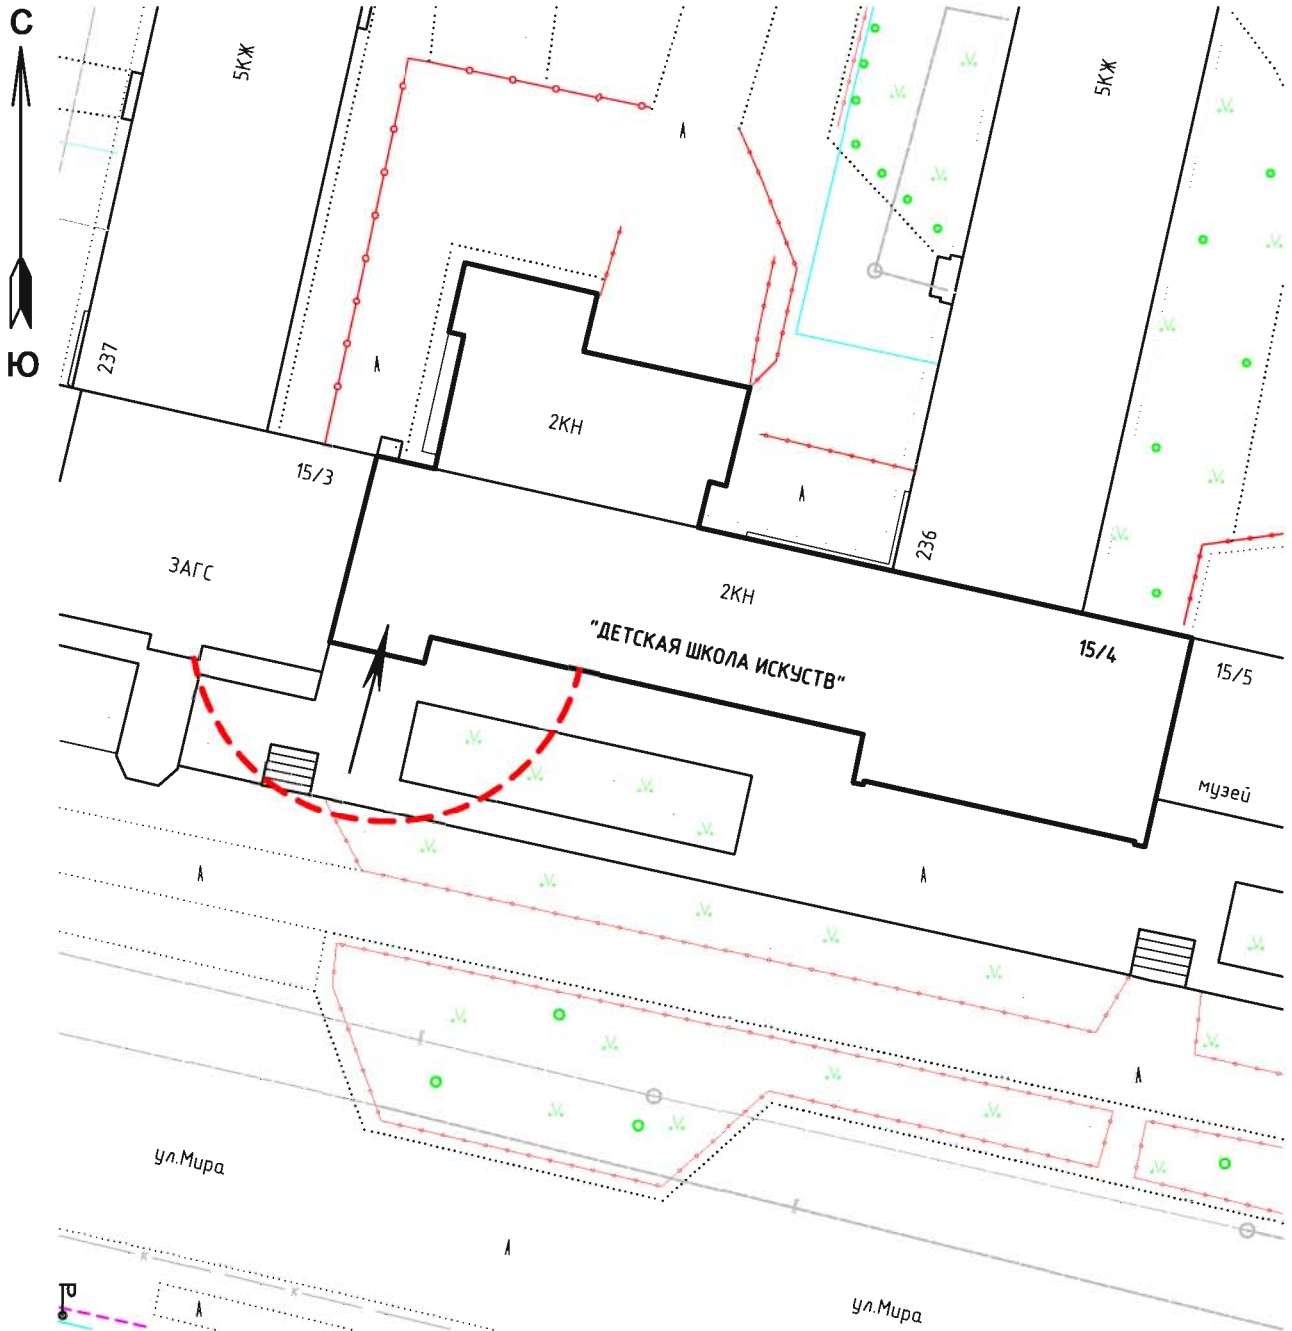 С
5КЖ
5КЖ
А
Ю
237
А
2КН
15/3
А
236
ЗАГС
2КН
"ДЕТСКАЯ ШКОЛА ИСКУСТВ"
15/4
15/5
музей
А
А
А
ул.Мира
А
К
К
А
ул.Мира